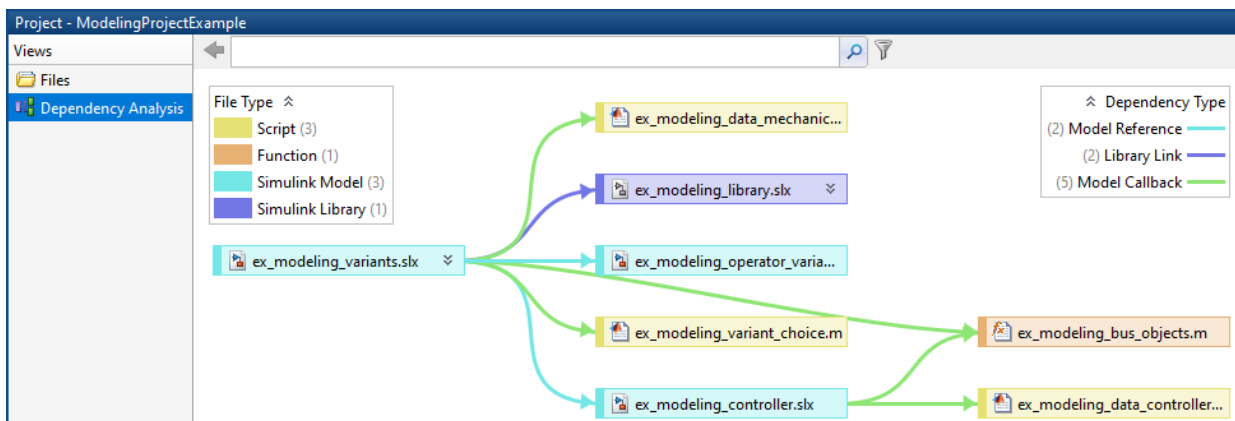 Project - ModelingProjectExample
Views
Files
Dependency Analysis
File Type
Script (3)
Function (1)
Simulink Model (3)
Simulink Library (1)
Dependency Type
(2) Model Reference
(2) Library Link
(5) Model Callback
ex_modeling_data_mechanic...
ex_modeling_library.slx
ex_modeling_variants.slx
ex_modeling_operator_varia...
ex_modeling_variant_choice.m
ex_modeling_bus_objects.m
ex_modeling_controller.slx
ex_modeling_data_controller...